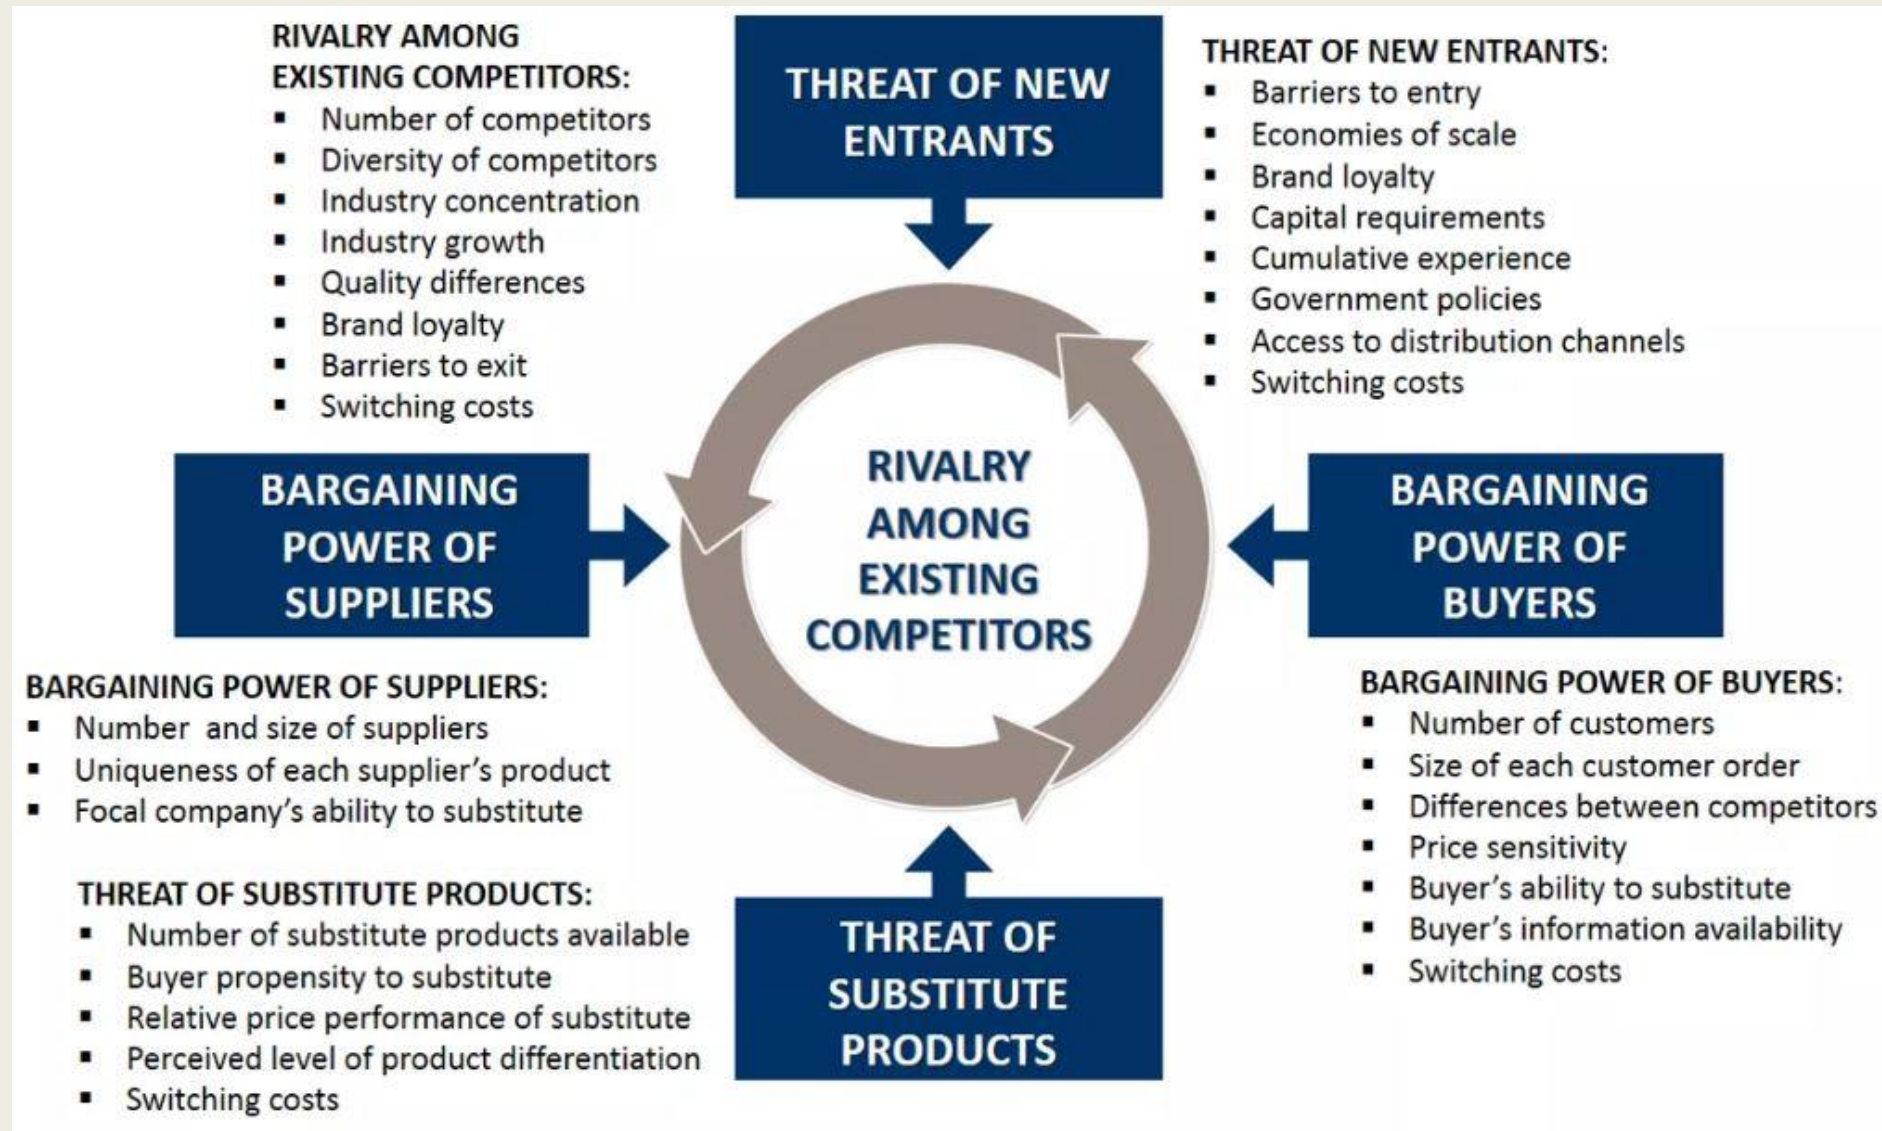 RIVALRY AMONG
EXISTING COMPETITORS:
▪ Number of competitors
▪ Diversity of competitors
▪ Industry concentration
▪ Industry growth
▪ Quality differences
▪ Brand loyalty
▪ Barriers to exit
▪ Switching costs
THREAT OF NEW
ENTRANTS
THREAT OF NEW ENTRANTS:
▪ Barriers to entry
▪ Economies of scale
▪ Brand loyalty
▪ Capital requirements
▪ Cumulative experience
▪ Government policies
▪ Access to distribution channels
▪ Switching costs
BARGAINING
POWER OF
SUPPLIERS
RIVALRY
AMONG
EXISTING
COMPETITORS
BARGAINING
POWER OF
BUYERS
BARGAINING POWER OF SUPPLIERS:
▪ Number and size of suppliers
▪ Uniqueness of each supplier’s product
▪ Focal company’s ability to substitute
THREAT OF SUBSTITUTE PRODUCTS:
▪ Number of substitute products available
▪ Buyer propensity to substitute
▪ Relative price performance of substitute
▪ Perceived level of product differentiation
▪ Switching costs
THREAT OF
SUBSTITUTE
PRODUCTS
BARGAINING POWER OF BUYERS:
▪ Number of customers
▪ Size of each customer order
▪ Differences between competitors
▪ Price sensitivity
▪ Buyer’s ability to substitute
▪ Buyer’s information availability
▪ Switching costs